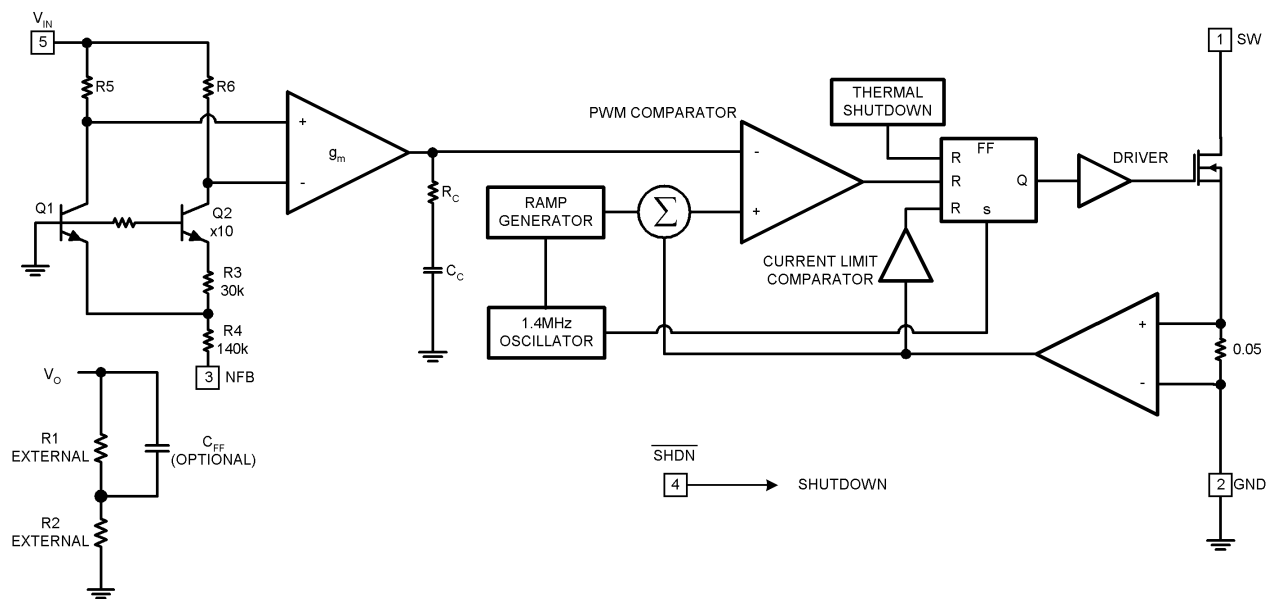 V_IN
5
R5
R6
Q1
Q2
x10
R3
30k
R4
140k
3 NFB
V_O
R1
EXTERNAL
C_FF
(OPTIONAL)
R2
EXTERNAL
+
g_m
-
R_C
C_C
RAMP
GENERATOR
Σ
1.4MHz
OSCILLATOR
PWM COMPARATOR
-
+
THERMAL
SHUTDOWN
FF
R
R
Q
R
s
CURRENT LIMIT
COMPARATOR
DRIVER
1 SW
+
-
0.05
SHDN
4
SHUTDOWN
2 GND